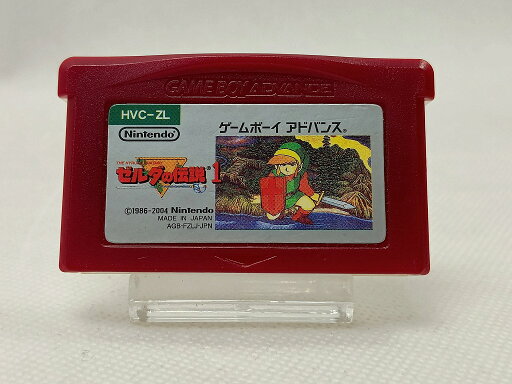 GAME BOY ADVANCE
HVC-ZL
Nintendo
ゲームボーイ アドバンス®
ゼルダの伝説1
©1986-2004 Nintendo
MADE IN JAPAN
AGB-FZLJ-JPN